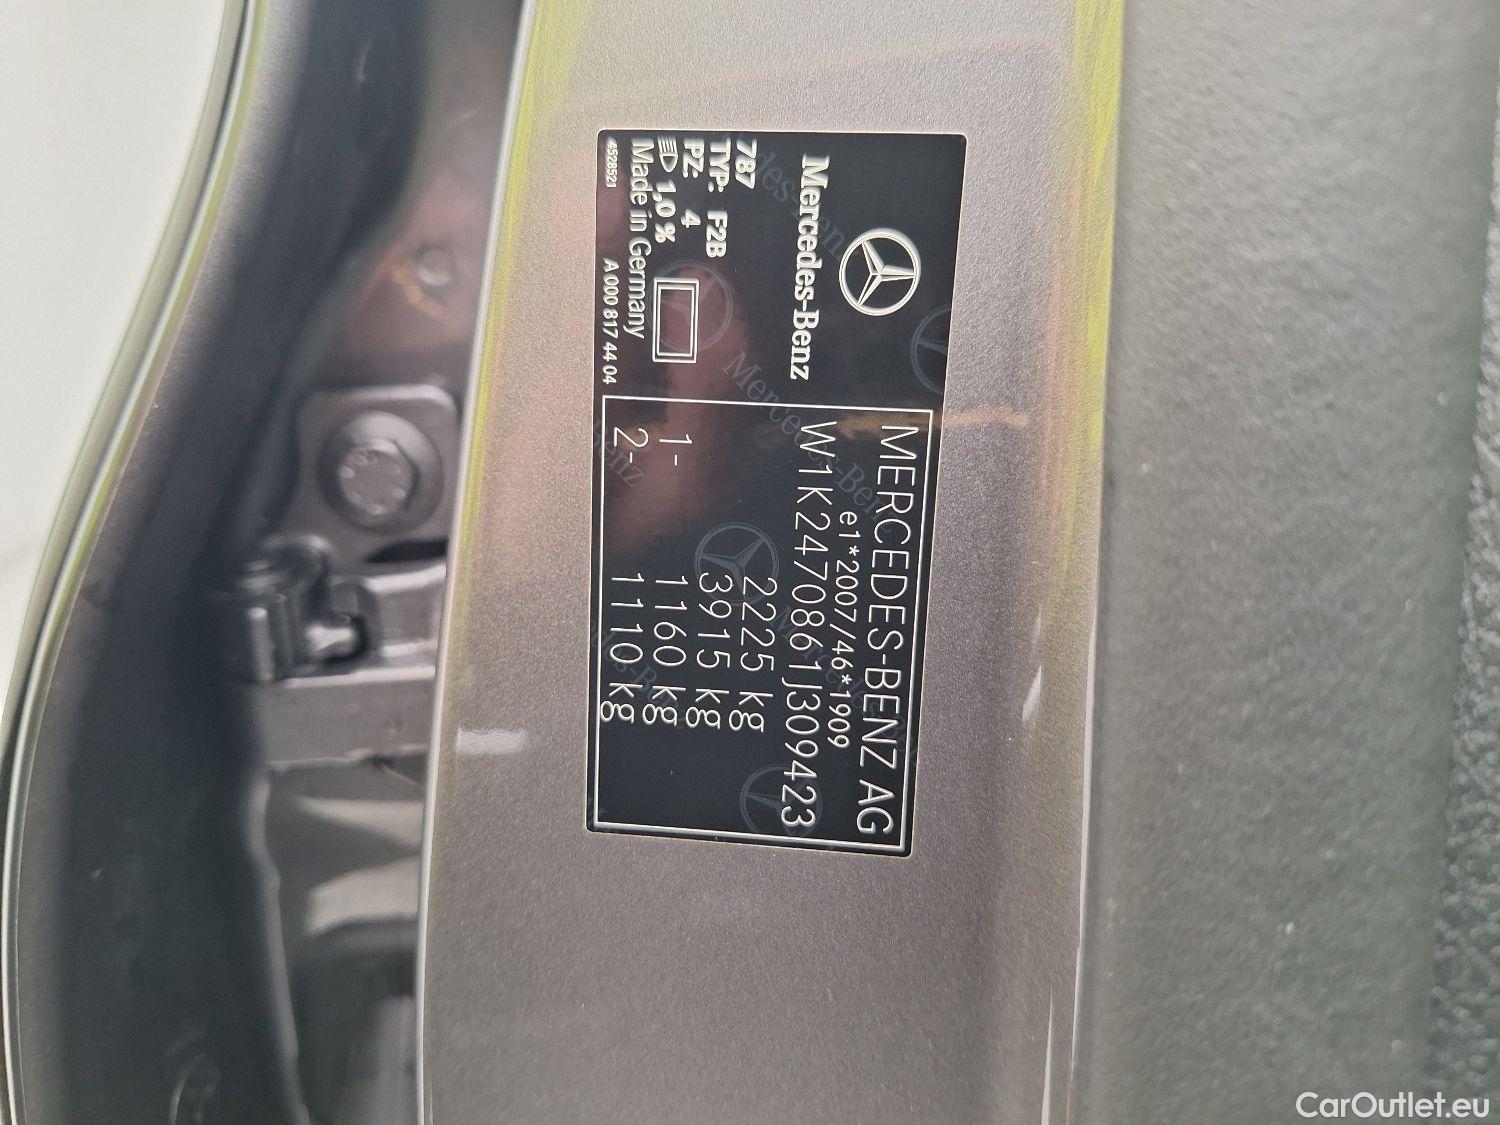 Mercedes-Benz
787
TYP: F2B
PZ- 4
1,0 %
Made in Germany
4528521 A 000 817 44 04
MERCEDES-BENZ AG
e1*2007/46*1909
W1K2470861J309423
2225 kg
3915 kg
1- 1160 kg
2- 1110 kg
CarOutlet.eu